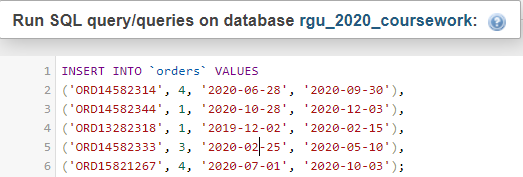 Run SQL query/queries on database rgu_2020_coursework:
1 INSERT INTO `orders` VALUES
2 ('ORD14582314', 4, '2020-06-28', '2020-09-30'),
3 ('ORD14582344', 1, '2020-10-28', '2020-12-03'),
4 ('ORD13282318', 1, '2019-12-02', '2020-02-15'),
5 ('ORD14582333', 3, '2020-02-25', '2020-05-10'),
6 ('ORD15821267', 4, '2020-07-01', '2020-10-03');